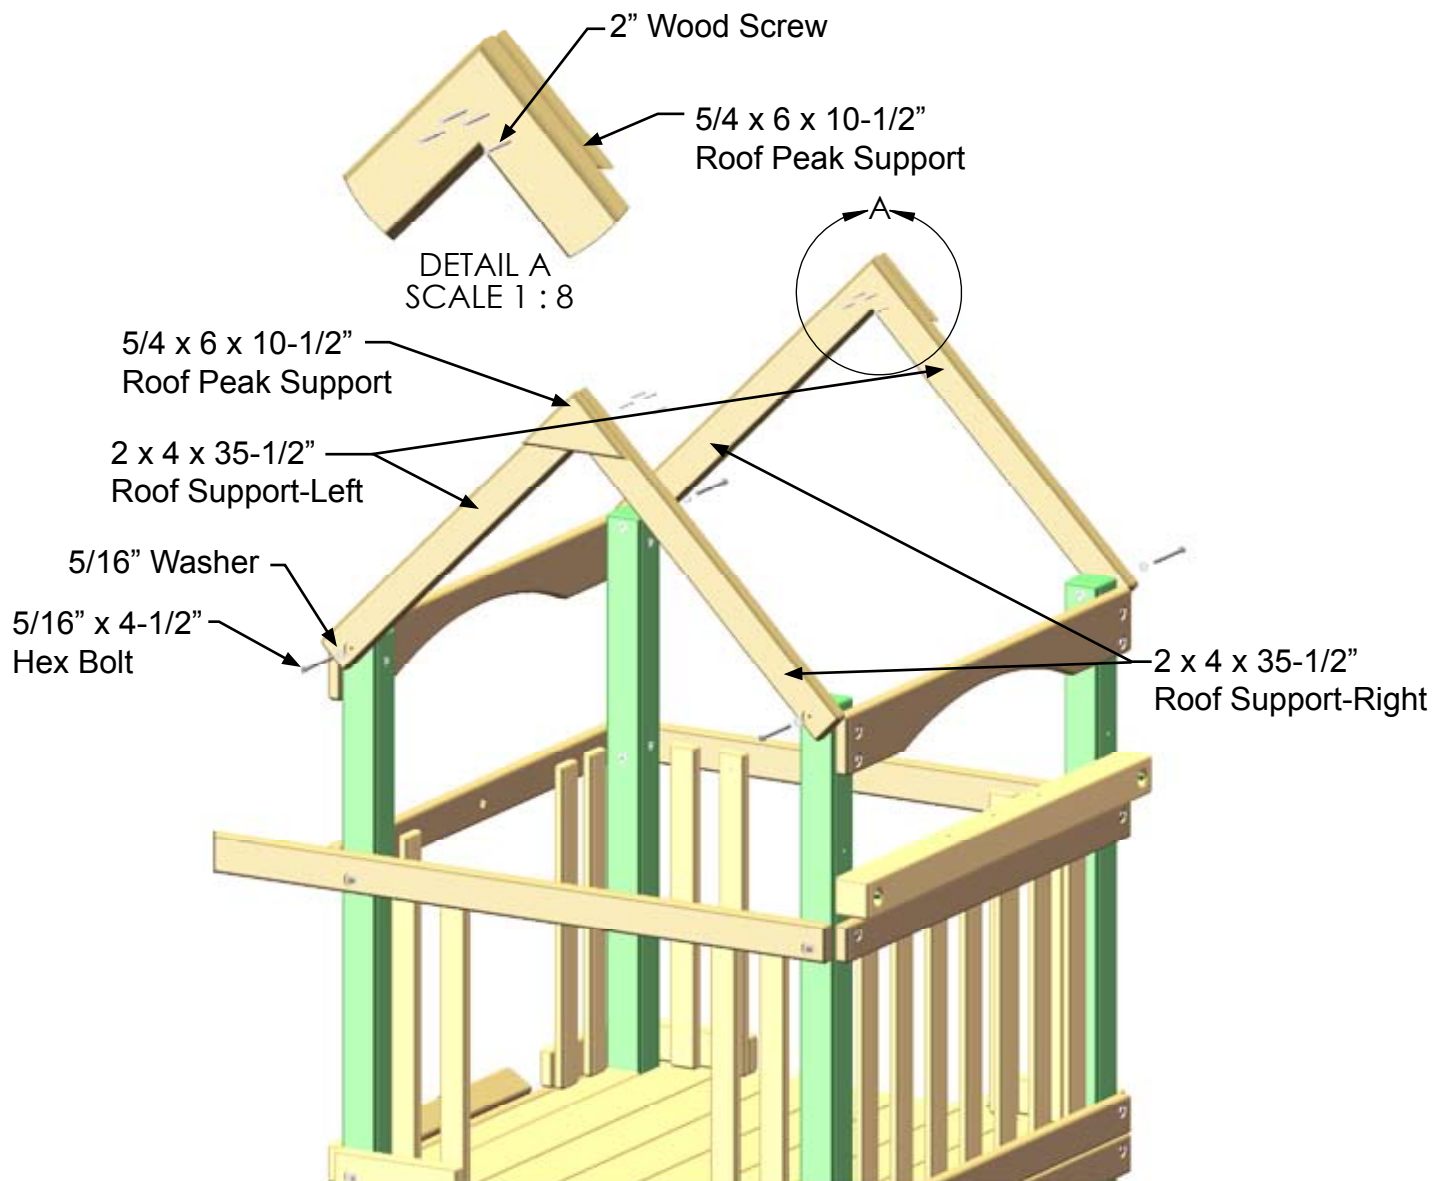 2” Wood Screw
5/4 x 6 x 10-1/2”
Roof Peak Support
A
DETAIL A
SCALE 1 : 8
5/4 x 6 x 10-1/2”
Roof Peak Support
2 x 4 x 35-1/2”
Roof Support-Left
5/16” Washer
5/16” x 4-1/2”
Hex Bolt
2 x 4 x 35-1/2”
Roof Support-Right